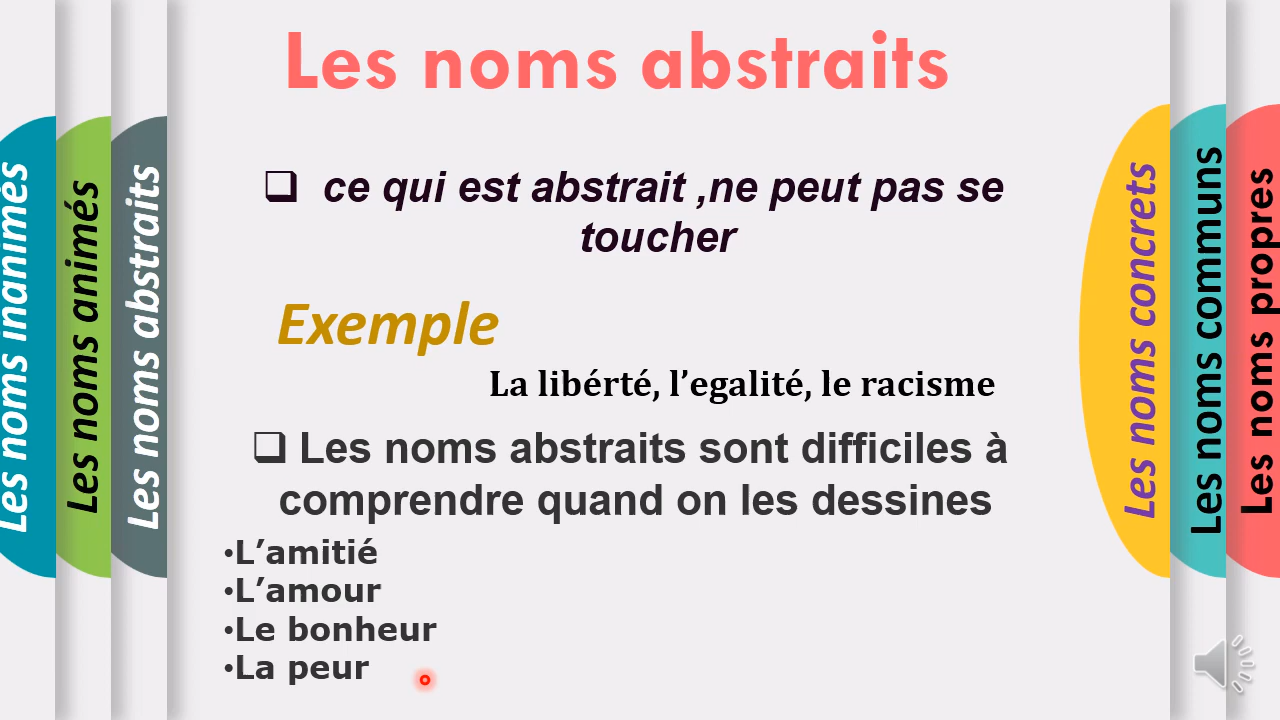 Les noms abstraits
❑ ce qui est abstrait ,ne peut pas se
toucher
Exemple
La libérté, l’egalité, le racisme
❑ Les noms abstraits sont difficiles à
comprendre quand on les dessines
•L’amitié
•L’amour
•Le bonheur
•La peur
Les noms inanimés
Les noms animés
Les noms abstraits
Les noms concrets
Les noms communs
Les noms propres